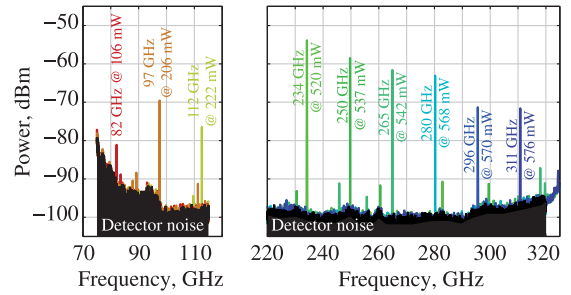 Power, dBm
−50
−60
−70
−80
−90
−100
82 GHz
@ 106 mW
97 GHz
@ 206 mW
112 GHz
@ 222 mW
Detector noise
70 80 90 100 110 120
Frequency, GHz
234 GHz
@ 520 mW
250 GHz
@ 537 mW
265 GHz
@ 542 mW
280 GHz
@ 568 mW
296 GHz
@ 570 mW
311 GHz
@ 576 mW
Detector noise
220 240 260 280 300 320
Frequency, GHz